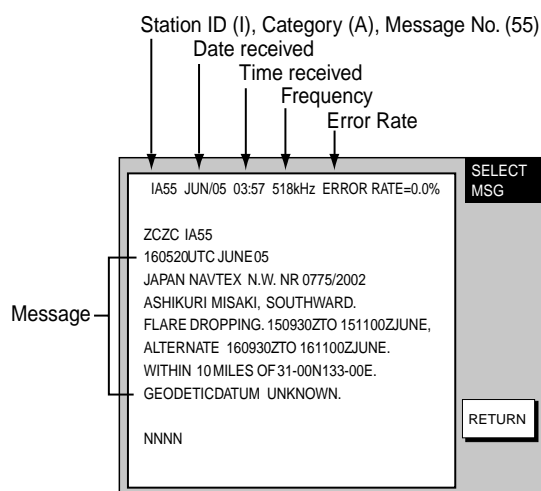 Station ID (I), Category (A), Message No. (55)
Date received
Time received
Frequency
Error Rate
SELECT
MSG
IA55 JUN/05 03:57 518kHz ERROR RATE=0.0%
ZCZC IA55
160520UTC JUNE 05
JAPAN NAVTEX N.W. NR 0775/2002
ASHIKURI MISAKI, SOUTHWARD.
FLARE DROPPING. 150930ZTO 151100ZJUNE,
ALTERNATE 160930ZTO 161100ZJUNE.
WITHIN 10 MILES OF 31-00N133-00E.
GEODETICDATUM UNKNOWN.
Message
NNNN
RETURN